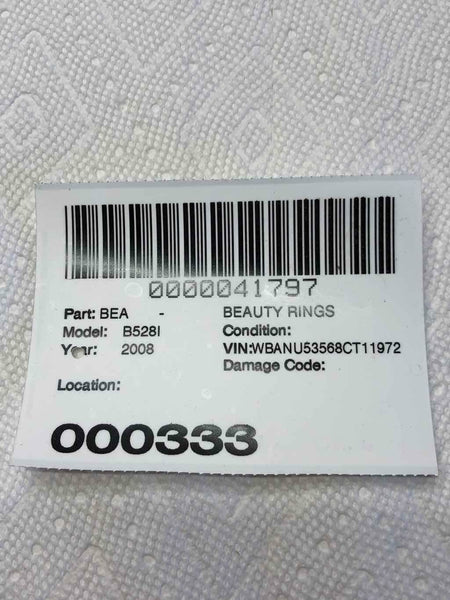 0000041797
Part: BEA - BEAUTY RINGS
Model: B528I Condition:
Year: 2008 VIN:WBANU53568CT11972
Damage Code:
Location:
000333